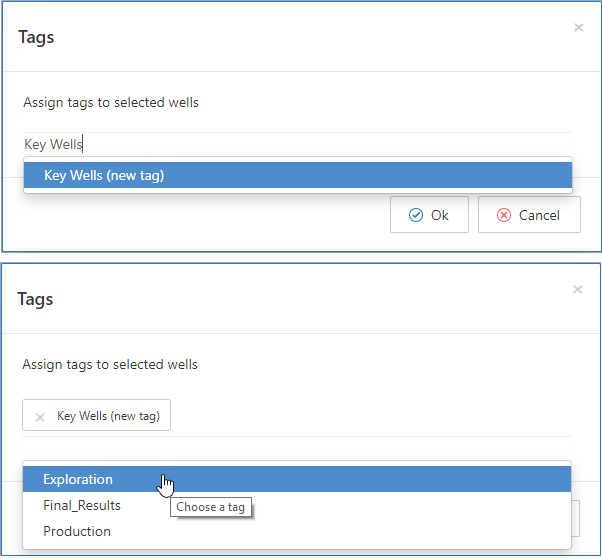 Tags
Assign tags to selected wells
Key Wells
Key Wells (new tag)
Ok
Cancel
Tags
Assign tags to selected wells
Key Wells (new tag)
Exploration
Final_Results
Choose a tag
Production